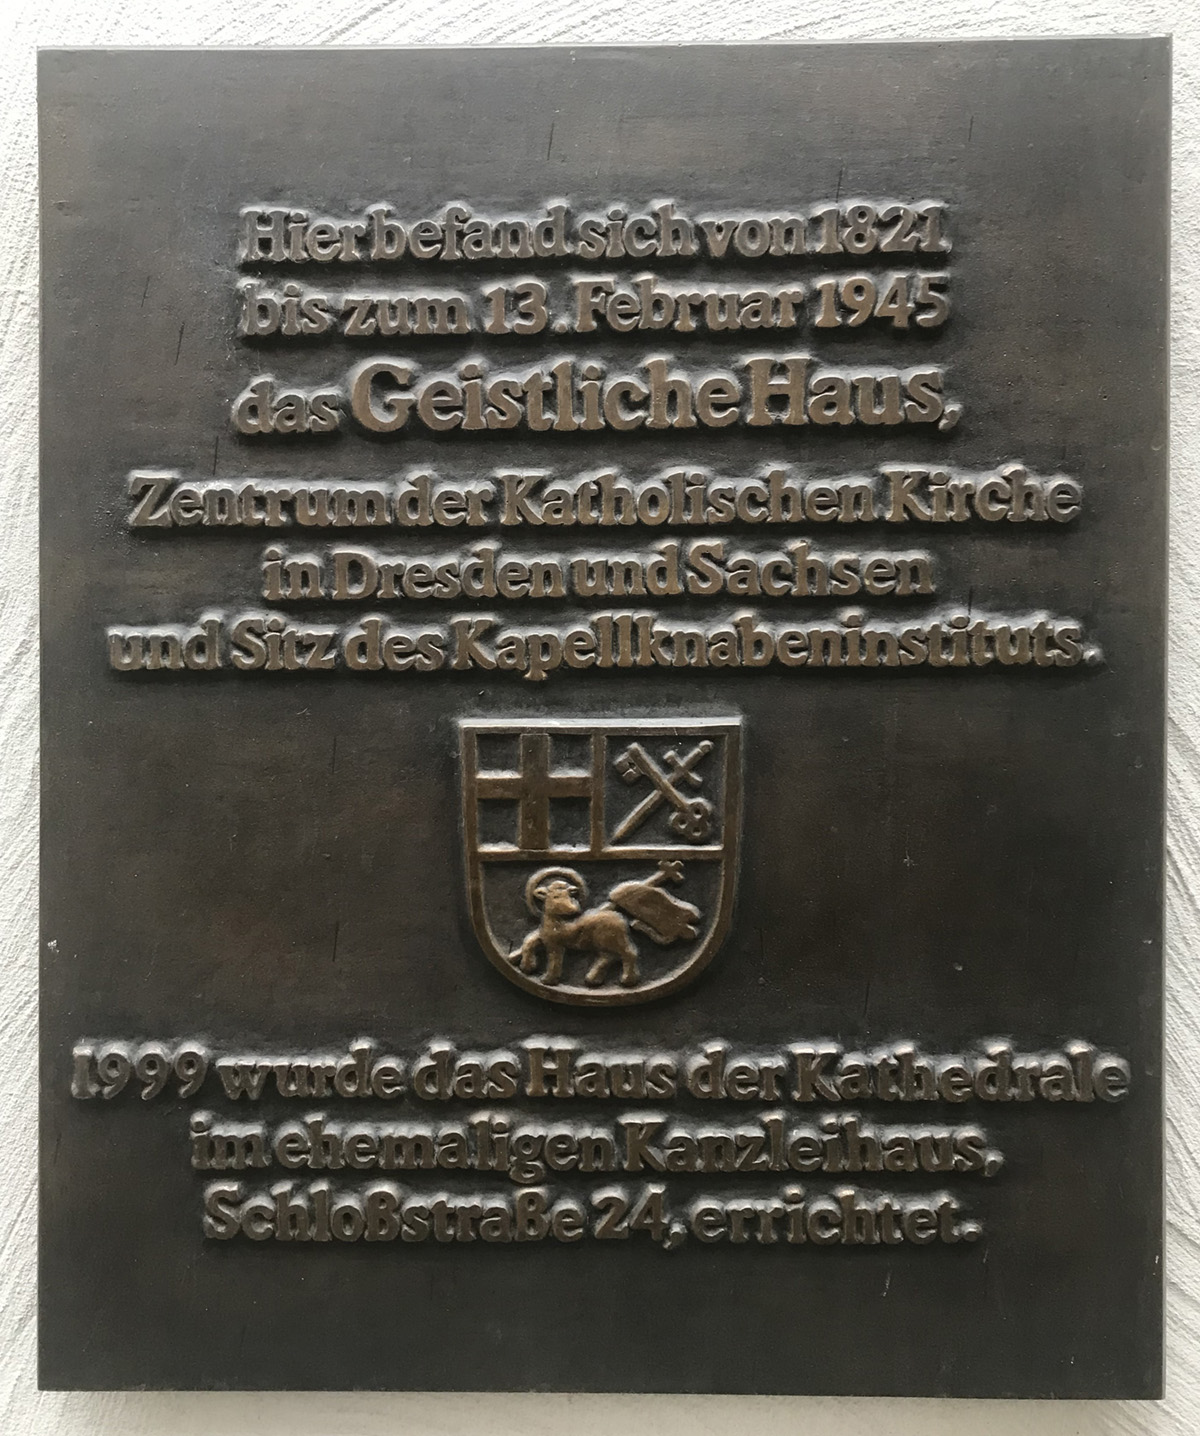 Hier befand sich von 1821
bis zum 13. Februar 1945
das Geistliche Haus,
Zentrum der Katholischen Kirche
in Dresden und Sachsen
und Sitz des Kapellknabeninstituts.
1999 wurde das Haus der Kathedrale
im ehemaligen Kanzleihaus,
Schloßstraße 24, errichtet.